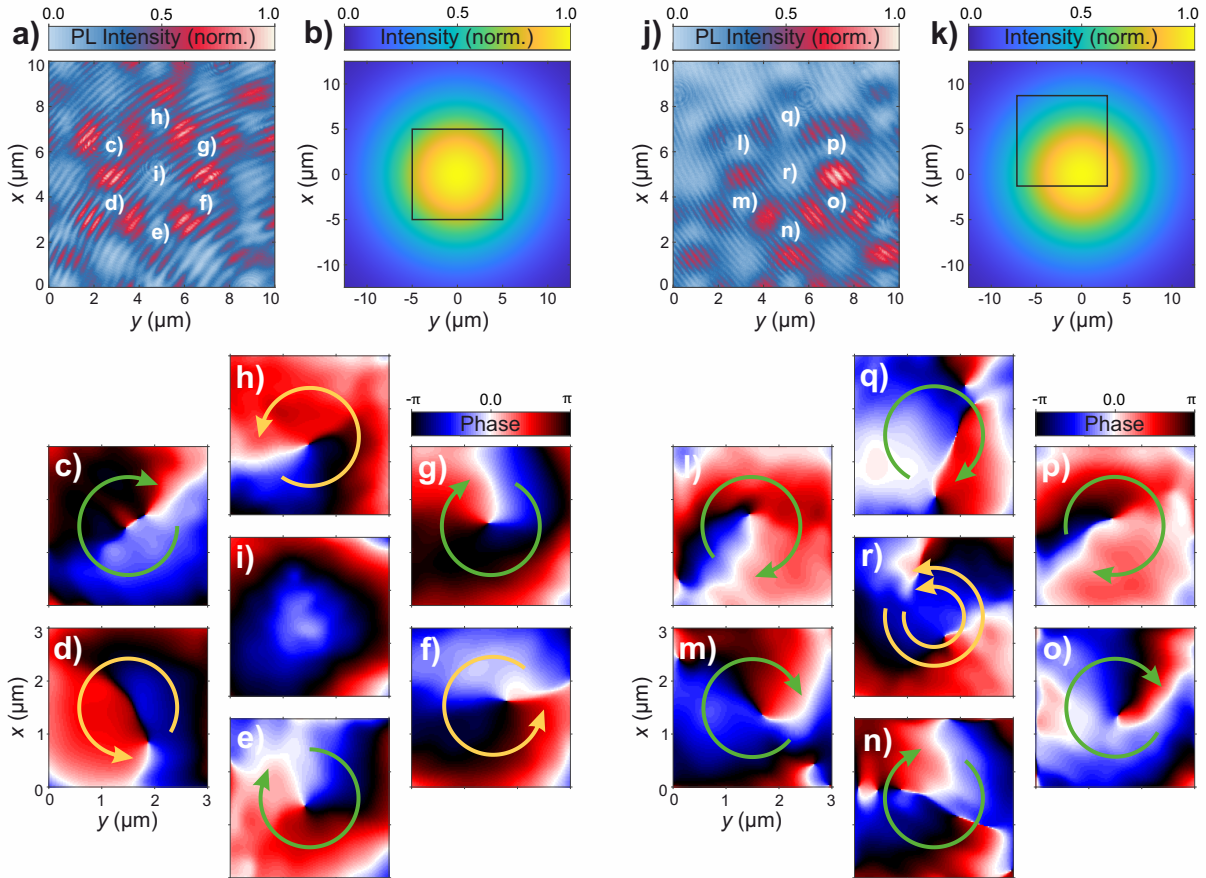 0.0 0.5 1.0
a) PL Intensity (norm.)
10
8
6
4
2
0
x (µm)
h)
c) g)
i)
d) f)
e)
0 2 4 6 8 10
y (µm)
0.0 0.5 1.0
b) Intensity (norm.)
10
5
0
-5
-10
x (µm)
-10 -5 0 5 10
y (µm)
0.0 0.5 1.0
j) PL Intensity (norm.)
10
8
6
4
2
0
x (µm)
q)
l) p)
r)
m) o)
n)
0 2 4 6 8 10
y (µm)
0.0 0.5 1.0
k) Intensity (norm.)
10
5
0
-5
-10
x (µm)
-10 -5 0 5 10
y (µm)
h)
-π 0.0 π
Phase
c)
g)
i)
d)
f)
e)
3
2
1
0
x (µm)
0 1 2 3
y (µm)
q)
-π 0.0 π
Phase
l)
p)
r)
m)
o)
n)
3
2
1
0
x (µm)
0 1 2 3
y (µm)